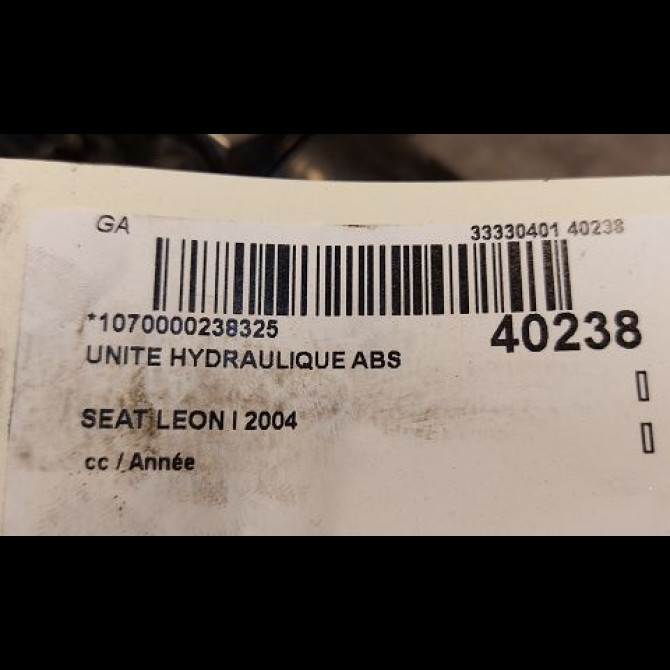 GA 33330401 40238
*1070000238325 40238
UNITE HYDRAULIQUE ABS
SEAT LEON I 2004
cc / Année